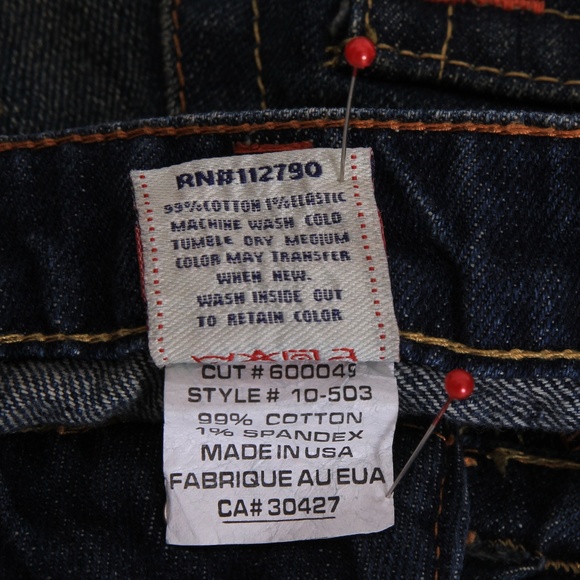 RN#112790
99%COTTON 1%ELASTIC
MACHINE WASH COLD
TUMBLE DRY MEDIUM
COLOR MAY TRANSFER
WHEN NEW.
WASH INSIDE OUT
TO RETAIN COLOR
CUT # 600049
STYLE# 10-503
99% COTTON
1% SPANDEX
MADE IN USA
FABRIQUE AU EUA
CA# 30427